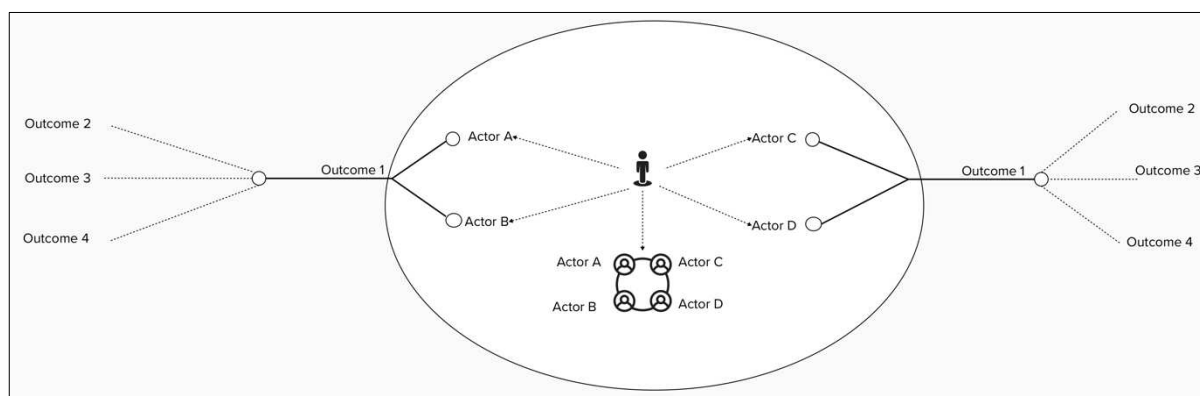 Outcome 2
Outcome 3
Outcome 4
Outcome 1
Actor A
Actor B
Actor C
Actor D
Actor A
Actor C
Actor B
Actor D
Outcome 1
Outcome 2
Outcome 3
Outcome 4